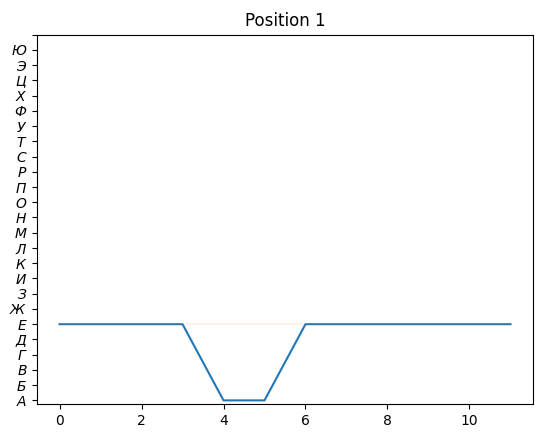 Position 1
Ю
Э
Ц
Х
Ф
У
Т
С
Р
П
О
Н
М
Л
К
И
З
Ж
Е
Д
Г
В
Б
А
0 2 4 6 8 10